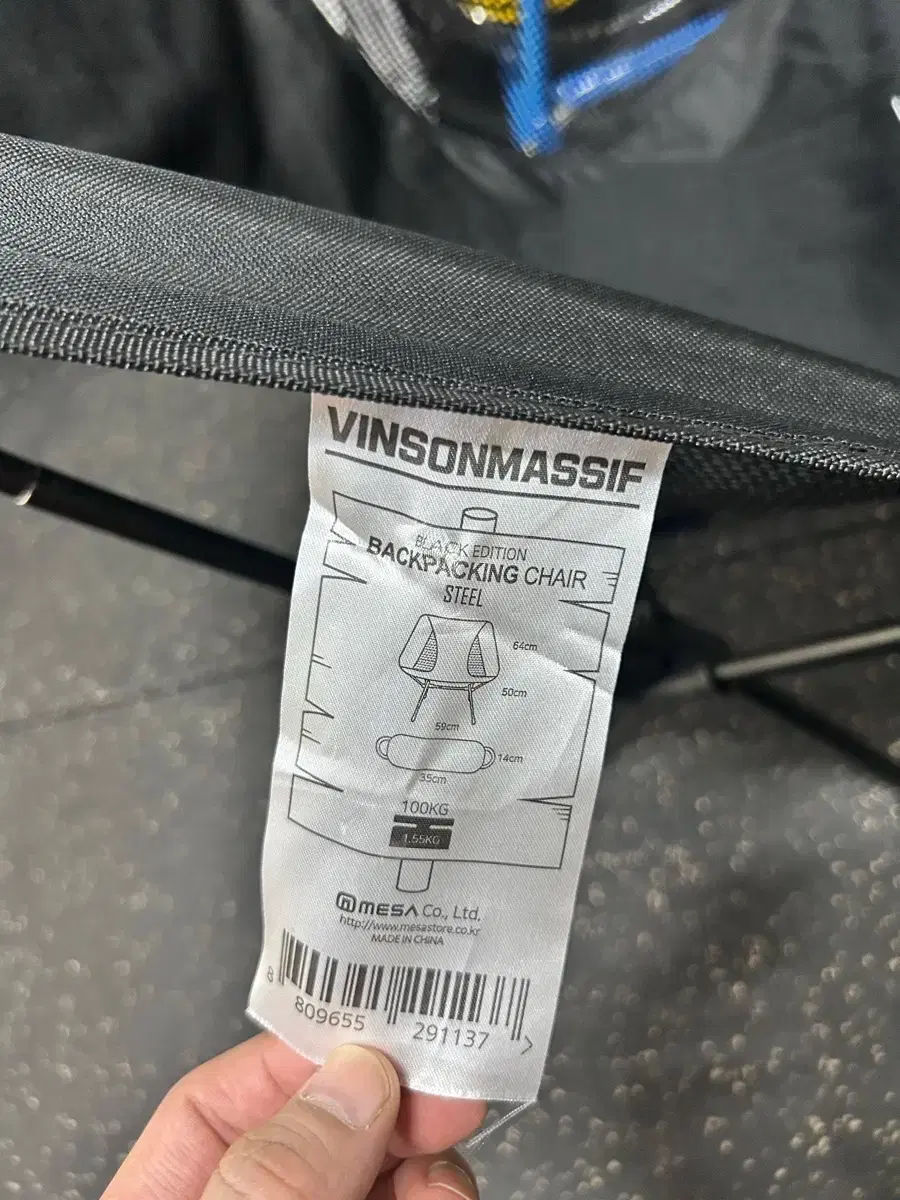 VINSONMASSIF
BLACK EDITION
BACKPACKING CHAIR
STEEL
64cm
50cm
59cm
14cm
35cm
100KG
1.55KG
MESA Co., Ltd.
http://www.mesastore.co.kr
MADE IN CHINA
8 809655 291137 >